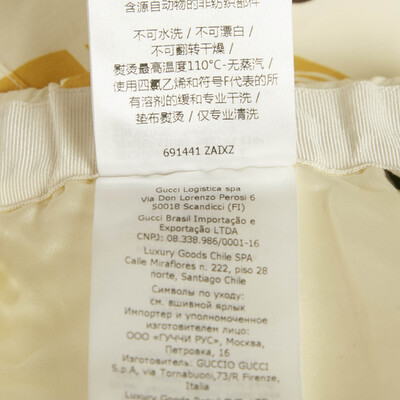 含源自动物的非纺织部件
不可水洗／不可漂白／
不可翻转干燥／
熨烫最高温度110°C-无蒸汽／
使用四氯乙烯和符号F代表的所
有溶剂的缓和专业干洗／
垫布熨烫／仅专业清洗
691441 ZAIXZ
Gucci Logistica spa
Via Don Lorenzo Perosi 6
50018 Scandicci (FI)
Gucci Brasil Importação e
Exportação LTDA
CNPJ: 08.338.986/0001-16
Luxury Goods Chile SPA
Calle Miraflores n. 222, piso 28
norte, Santiago Chile
Символы по уходу:
см. вшивной ярлык
Импортер и уполномоченное
изготовителем лицо:
ООО «ГУЧЧИ РУС», Москва,
Петровка, 16
Изготовитель: GUCCIO GUCCI
S.p.A., via Tornabuoni,73/R Firenze,
Italia